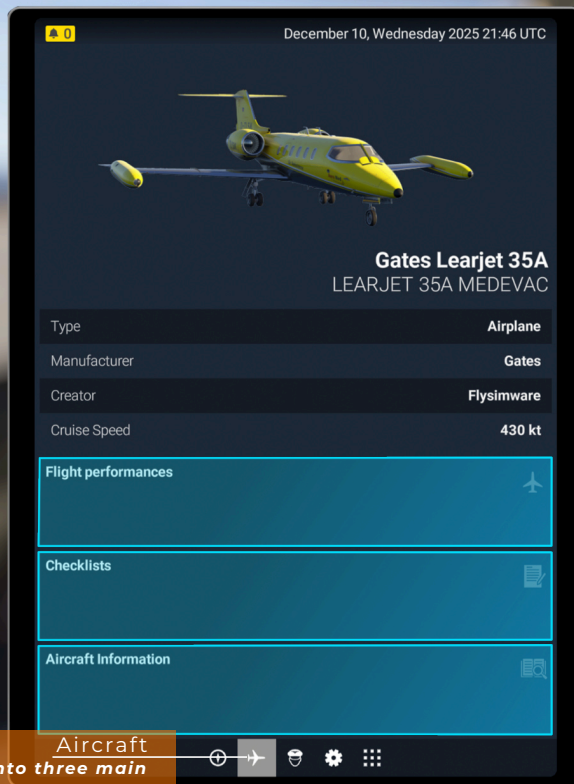 0
December 10, Wednesday 2025 21:46 UTC
Gates Learjet 35A
LEARJET 35A MEDEVAC
Type Airplane
Manufacturer Gates
Creator Flysimware
Cruise Speed 430 kt
Flight performances
Checklists
Aircraft Information
Aircraft
three main